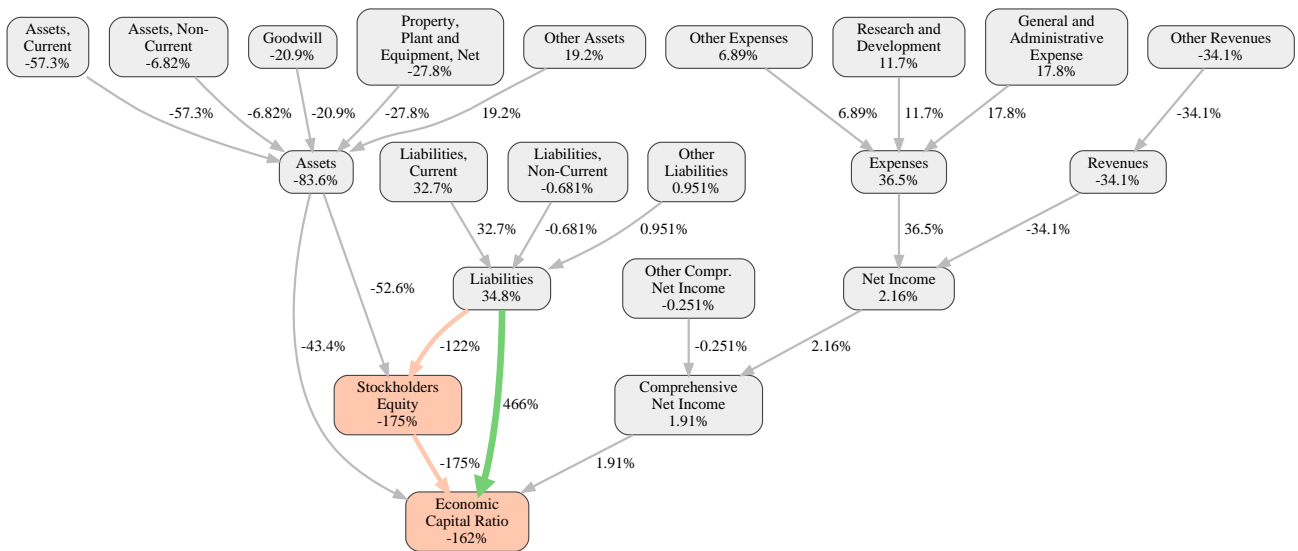 Assets,
Current
-57.3%
Assets, Non-
Current
-6.82%
Goodwill
-20.9%
Property,
Plant and
Equipment, Net
-27.8%
Other Assets
19.2%
Other Expenses
6.89%
Research and
Development
11.7%
General and
Administrative
Expense
17.8%
Other Revenues
-34.1%
-57.3%
-6.82%
-20.9%
-27.8%
19.2%
6.89%
11.7%
17.8%
-34.1%
Assets
-83.6%
Liabilities,
Current
32.7%
Liabilities,
Non-Current
-0.681%
Other
Liabilities
0.951%
Expenses
36.5%
Revenues
-34.1%
32.7%
-0.681%
0.951%
36.5%
-34.1%
Liabilities
34.8%
Other Compr.
Net Income
-0.251%
Net Income
2.16%
-52.6%
-43.4%
-122%
-0.251%
2.16%
Stockholders
Equity
-175%
466%
Comprehensive
Net Income
1.91%
-175%
1.91%
Economic
Capital Ratio
-162%